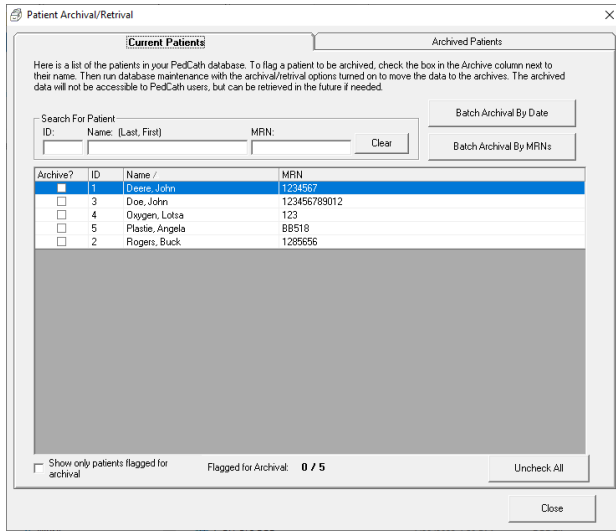 Patient Archival/Retrival
Current Patients
Archived Patients
Here is a list of the patients in your PedCath database. To flag a patient to be archived, check the box in the Archive column next to
their name. Then run database maintenance with the archival/retrival options turned on to move the data to the archives. The archived
data will not be accessible to PedCath users, but can be retrieved in the future if needed.
Batch Archival By Date
Search For Patient
ID: Name: (Last, First) MRN:
Clear
Batch Archival By MRNs
Archive? ID Name / MRN
1 Deere, John 1234567
3 Doe, John 123456789012
4 Oxygen, Lotsa 123
5 Plastie, Angela BB518
2 Rogers, Buck 1285656
Show only patients flagged for
archival
Flagged for Archival: 0 / 5
Uncheck All
Close